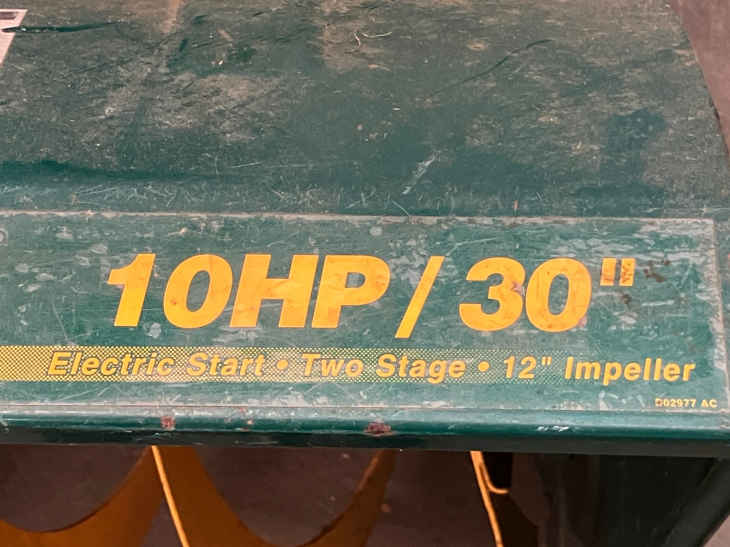 10HP/30"
Electric Start • Two Stage • 12" Impeller
D02977 AC